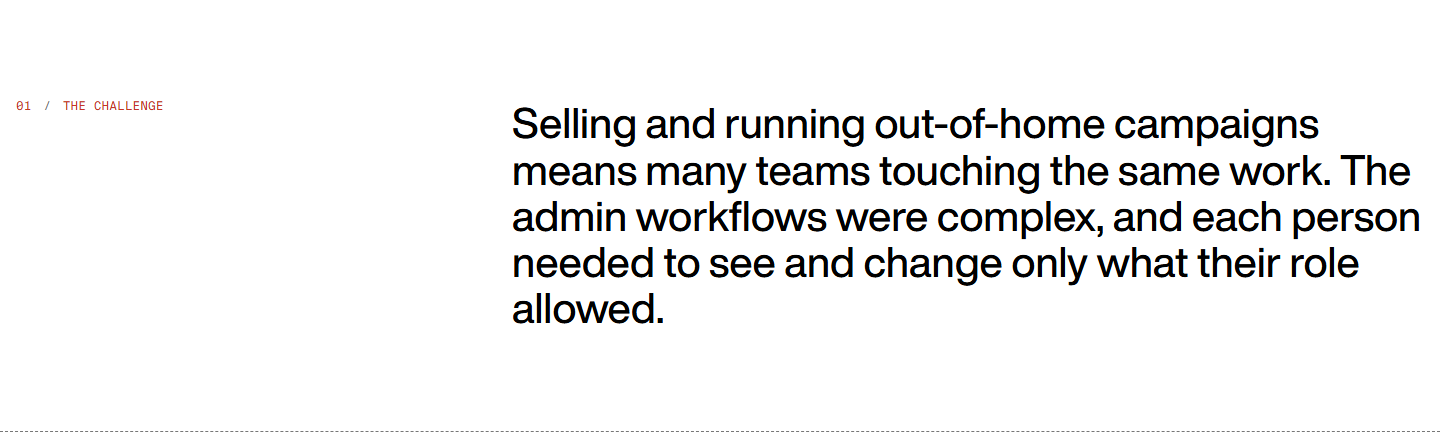 01 / THE CHALLENGE
Selling and running out-of-home campaigns
means many teams touching the same work. The
admin workflows were complex, and each person
needed to see and change only what their role
allowed.